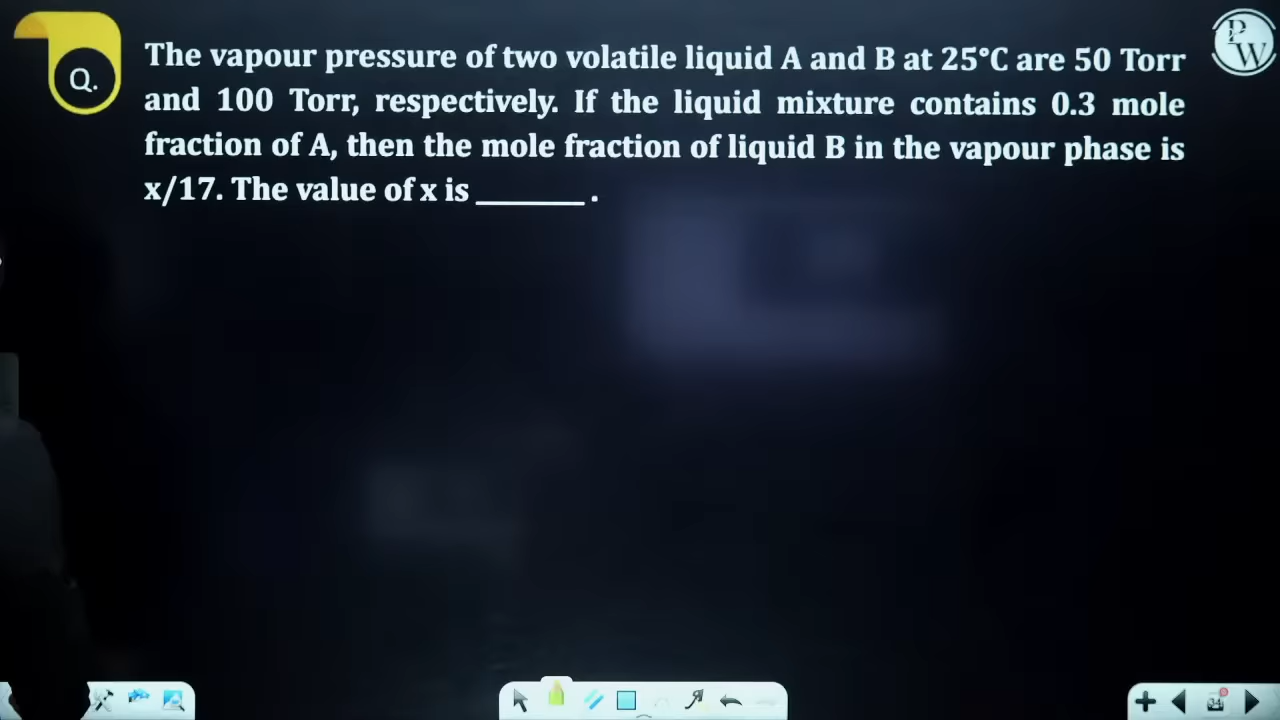 Q.
The vapour pressure of two volatile liquid A and B at 25°C are 50 Torr
and 100 Torr, respectively. If the liquid mixture contains 0.3 mole
fraction of A, then the mole fraction of liquid B in the vapour phase is
x/17. The value of x is _______ .
P
W
34